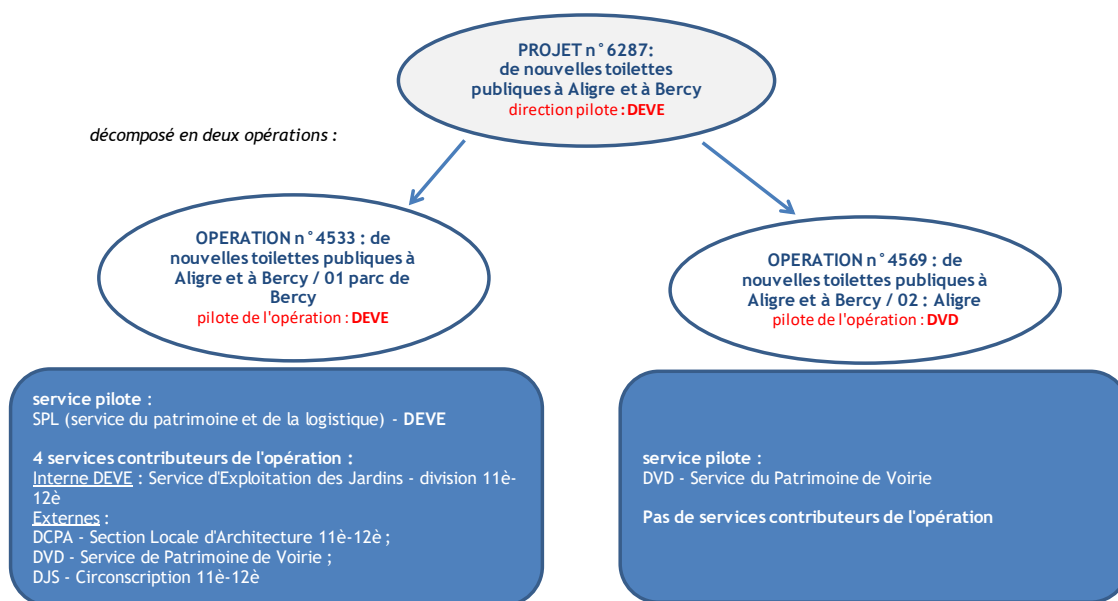 PROJET n°6287:
de nouvelles toilettes
publiques à Aligre et à Bercy
direction pilote : DEVE
décomposé en deux opérations :
OPERATION n°4533 : de
nouvelles toilettes publiques à
Aligre et à Bercy / 01 parc de
Bercy
pilote de l'opération : DEVE
OPERATION n°4569 : de
nouvelles toilettes publiques à
Aligre et à Bercy / 02 : Aligre
pilote de l'opération : DVD
service pilote :
SPL (service du patrimoine et de la logistique) - DEVE
4 services contributeurs de l'opération :
Interne DEVE : Service d'Exploitation des Jardins - division 11è-
12è
Externes :
DCPA - Section Locale d'Architecture 11è-12è ;
DVD - Service de Patrimoine de Voirie ;
DJS - Circonscription 11è-12è
service pilote :
DVD - Service du Patrimoine de Voirie
Pas de services contributeurs de l'opération